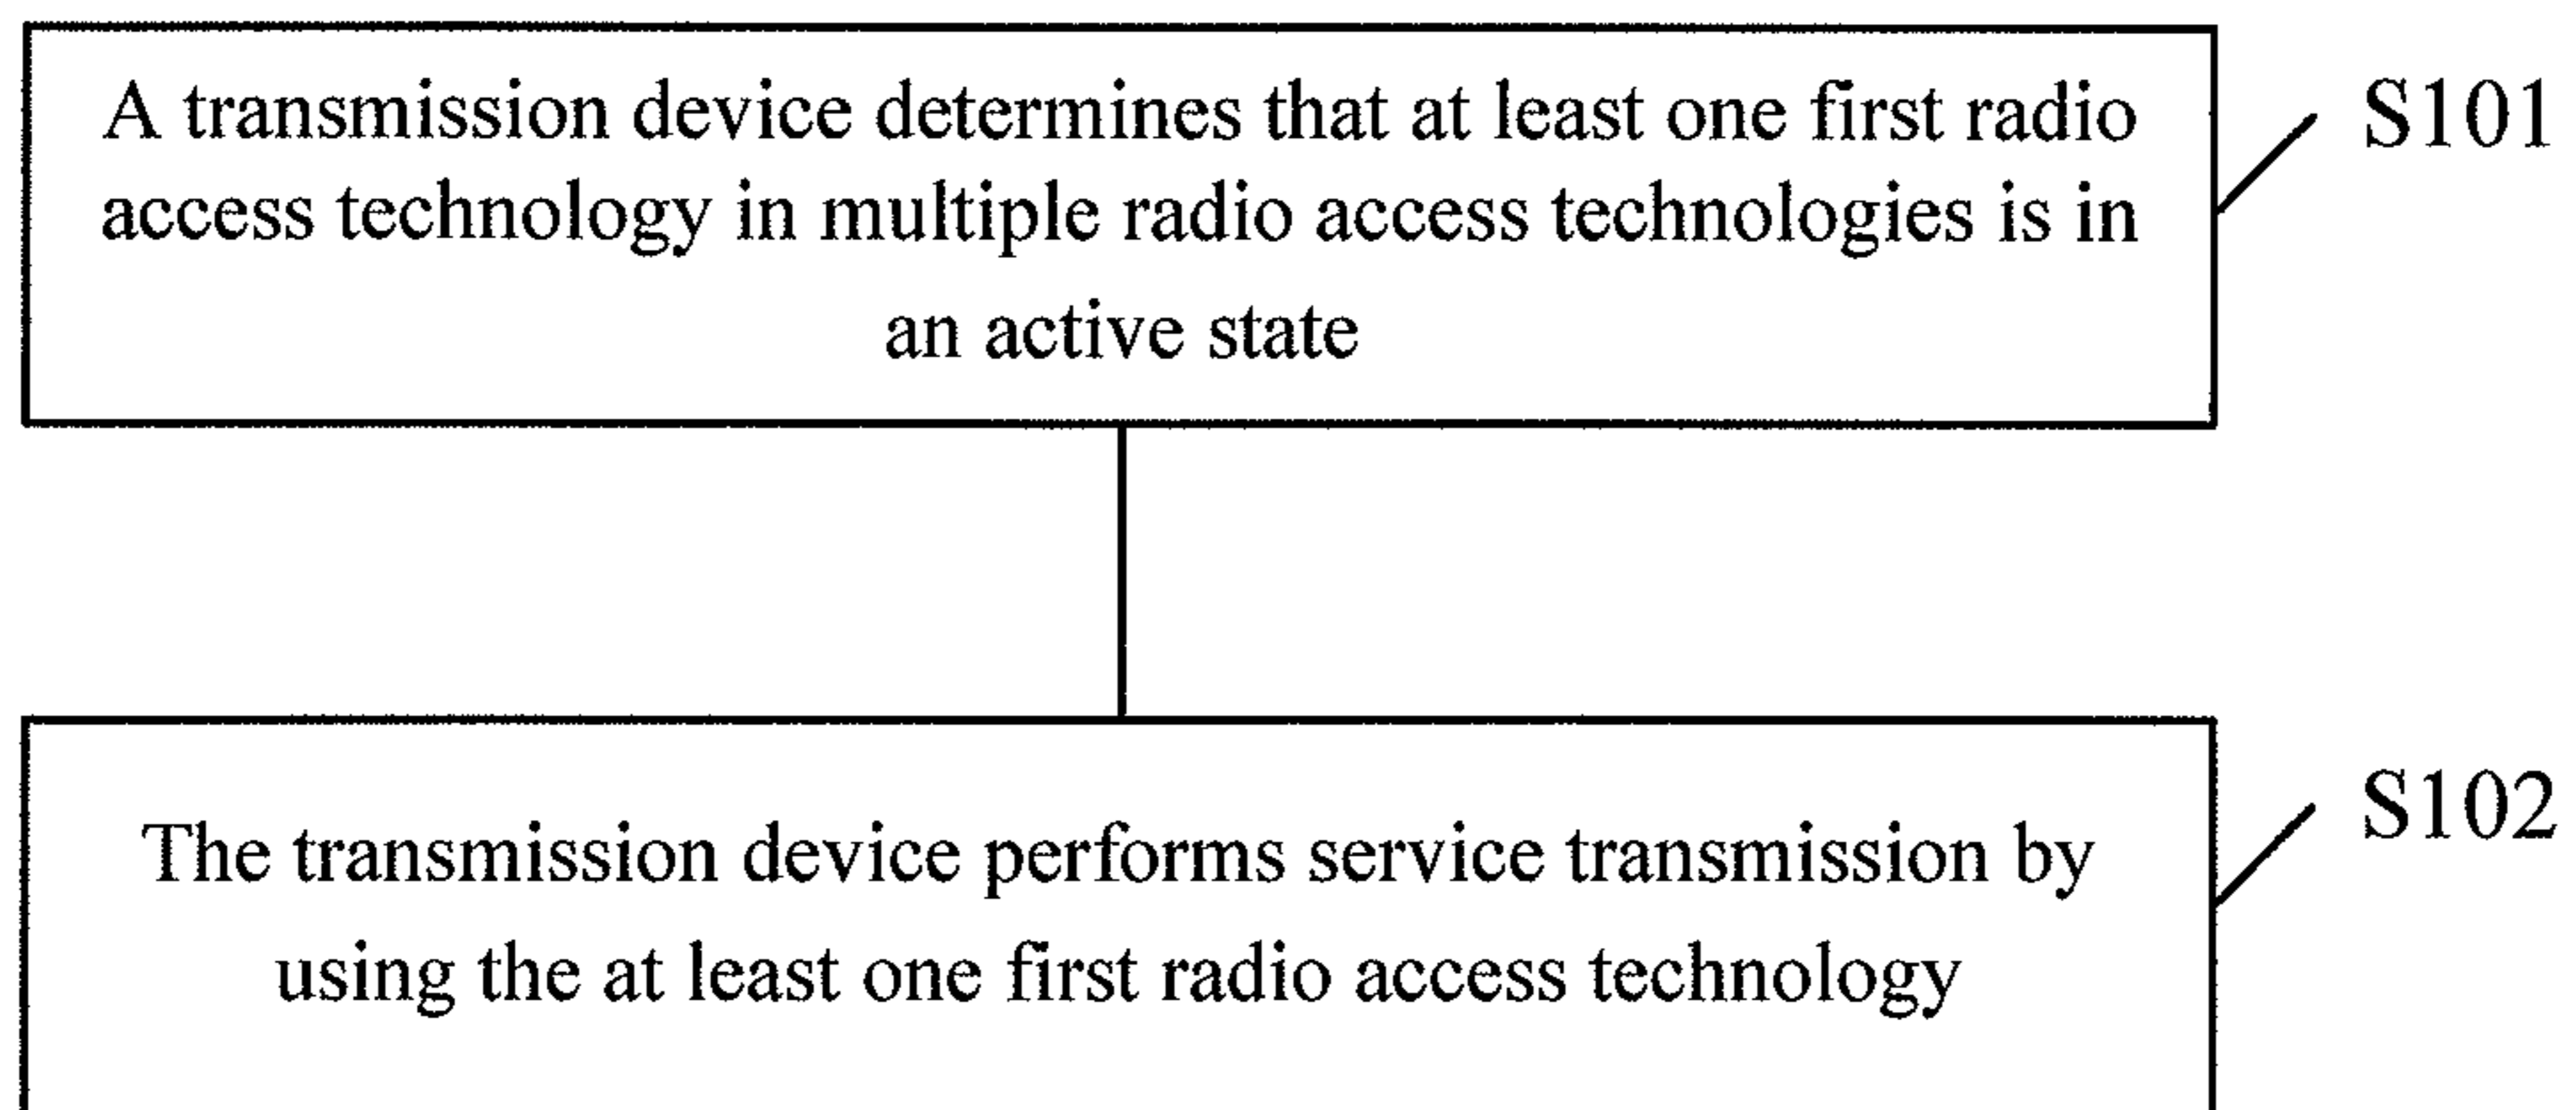 A transmission device determines that at least one first radio
access technology in multiple radio access technologies is in
an active state
S101
The transmission device performs service transmission by
using the at least one first radio access technology
S102